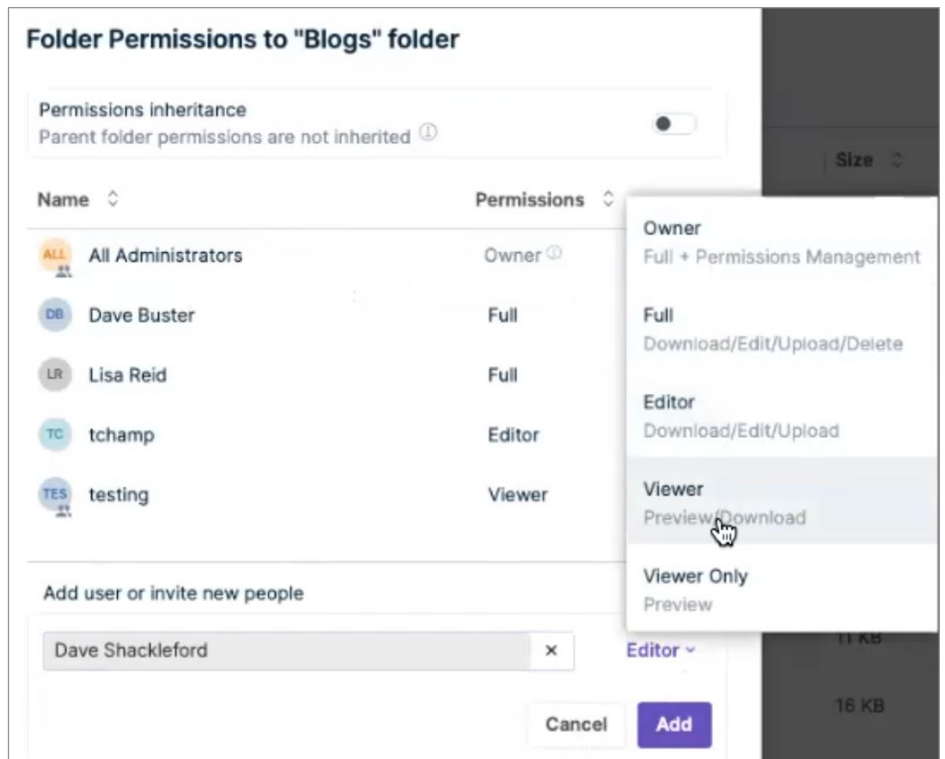 Folder Permissions to "Blogs" folder
Permissions inheritance
Parent folder permissions are not inherited
Size
Name
Permissions
ALL All Administrators Owner
DB Dave Buster Full
LR Lisa Reid Full
TC tchamp Editor
TES testing Viewer
Owner
Full + Permissions Management
Full
Download/Edit/Upload/Delete
Editor
Download/Edit/Upload
Viewer
Preview/Download
Viewer Only
Preview
Add user or invite new people
11 KB
Dave Shackleford × Editor
16 KB
Cancel Add